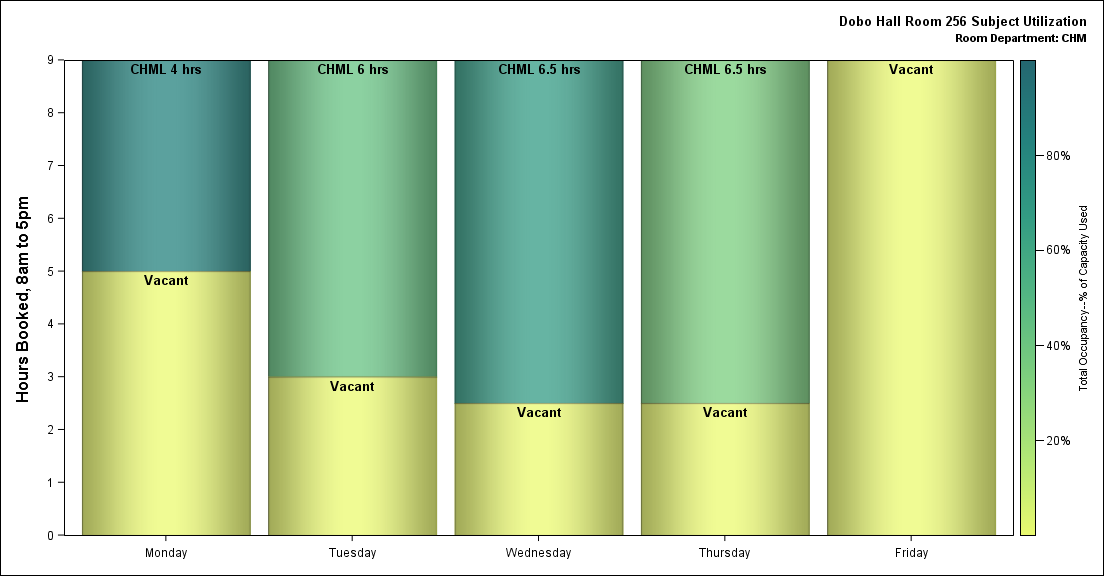 Dobo Hall Room 256 Subject Utilization
Room Department: CHM
Hours Booked, 8am to 5pm
9
8
7
6
5
4
3
2
1
0
CHML 4 hrs
CHML 6 hrs
CHML 6.5 hrs
CHML 6.5 hrs
Vacant
Vacant
Vacant
Vacant
Vacant
Monday
Tuesday
Wednesday
Thursday
Friday
80%
60%
40%
20%
Total Occupancy--% of Capacity Used